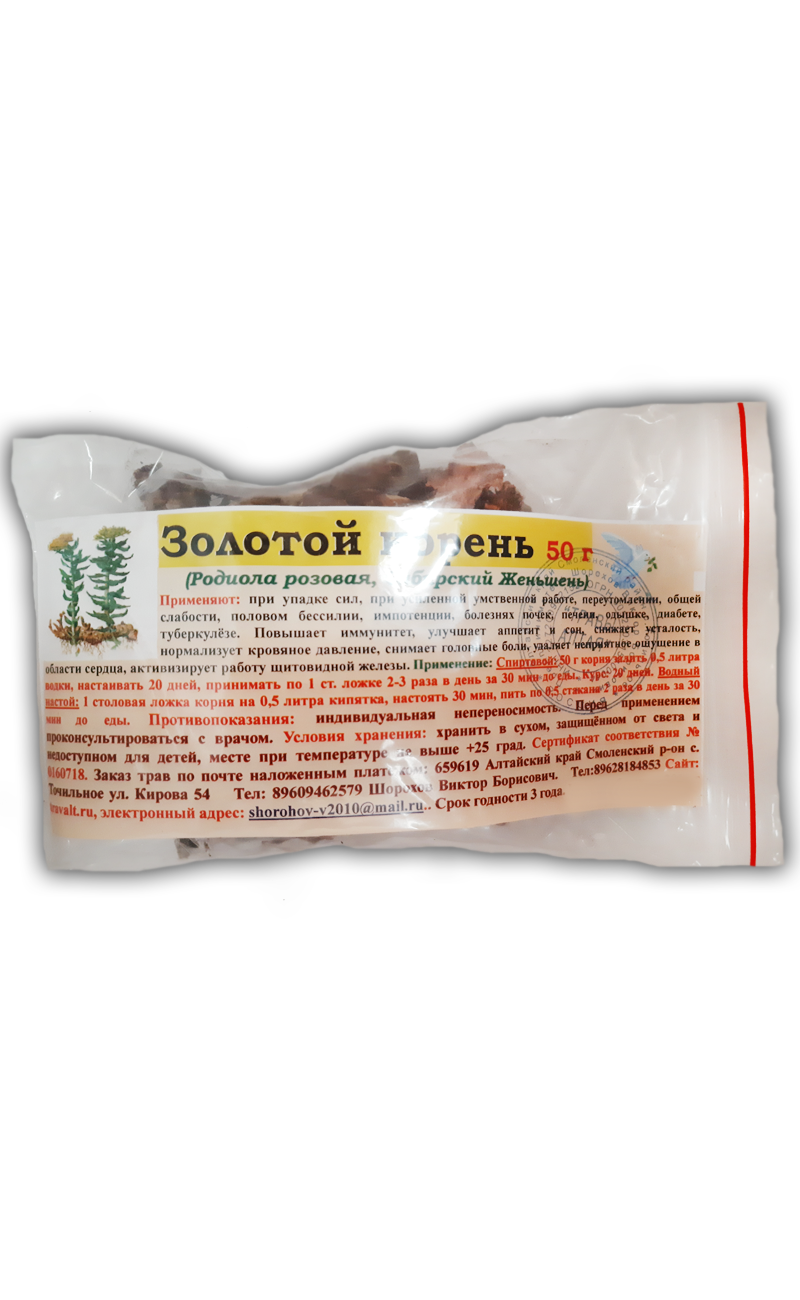 Золотой корень 50 г
(Родиола розовая, Женьшень)
Применяют: при упадке сил, при усиленной умственной работе, переутомлении, общей
слабости, половом бессилии, импотенции, болезнях почек, печени, одышке, диабете,
туберкулёзе. Повышает иммунитет, улучшает аппетит и сон, снижает усталость,
нормализует кровяное давление, снимает головные боли, удаляет неприятное ощущение в
области сердца, активизирует работу щитовидной железы. Применение: Спиртовой: 50 г корня залить 0,5 литра
водки, настаивать 20 дней, принимать по 1 ст. ложке 2-3 раза в день за 30 мин до еды. Курс: 20 дней. Водный
настой: 1 столовая ложка корня на 0,5 литра кипятка, настоять 30 мин, пить по 0,5 стакана 2 раза в день за 30
мин до еды. Противопоказания: индивидуальная непереносимость. Перед применением
проконсультироваться с врачом. Условия хранения: хранить в сухом, защищённом от света и
недоступном для детей, месте при температуре не выше +25 град. Сертификат соответствия №
0160718. Заказ трав по почте наложенным платежом: 659619 Алтайский край Смоленский р-он с.
Точильное ул. Кирова 54 Тел: 89609462579 Шорохов Виктор Борисович. Тел:89628184853 Сайт:
travalt.ru, электронный адрес: shorohov-v2010@mail.ru.. Срок годности 3 года.